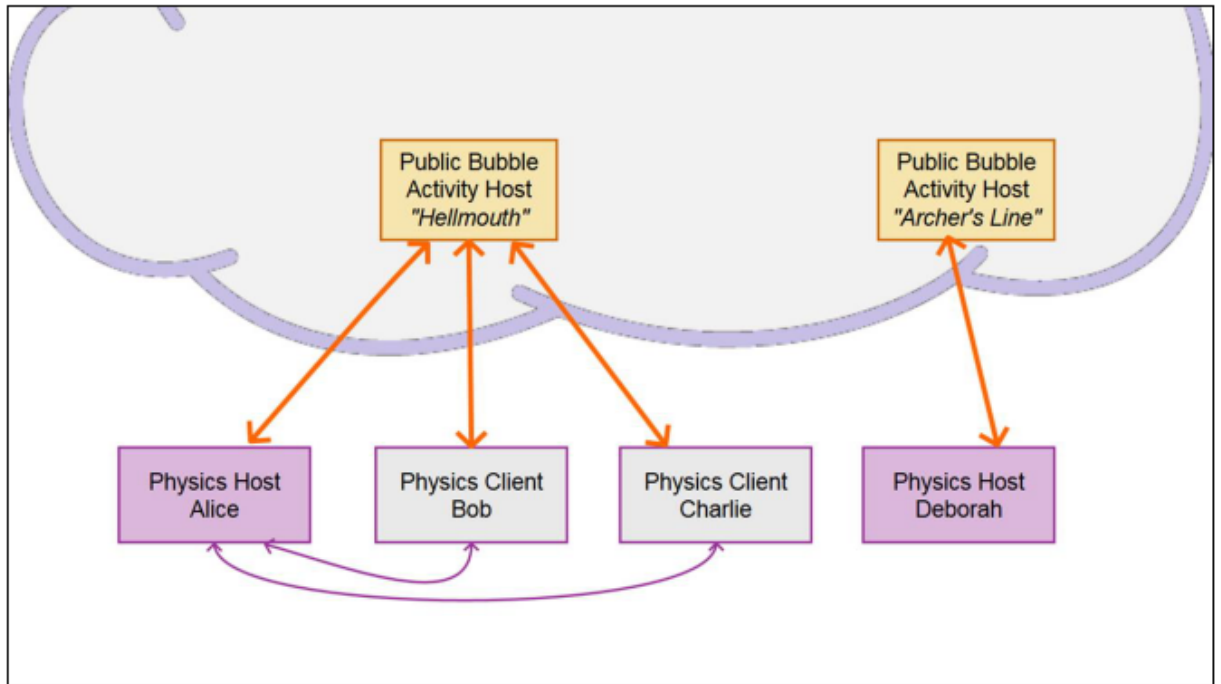 Public Bubble
Activity Host
"Hellmouth"
Public Bubble
Activity Host
"Archer's Line"
Physics Host
Alice
Physics Client
Bob
Physics Client
Charlie
Physics Host
Deborah